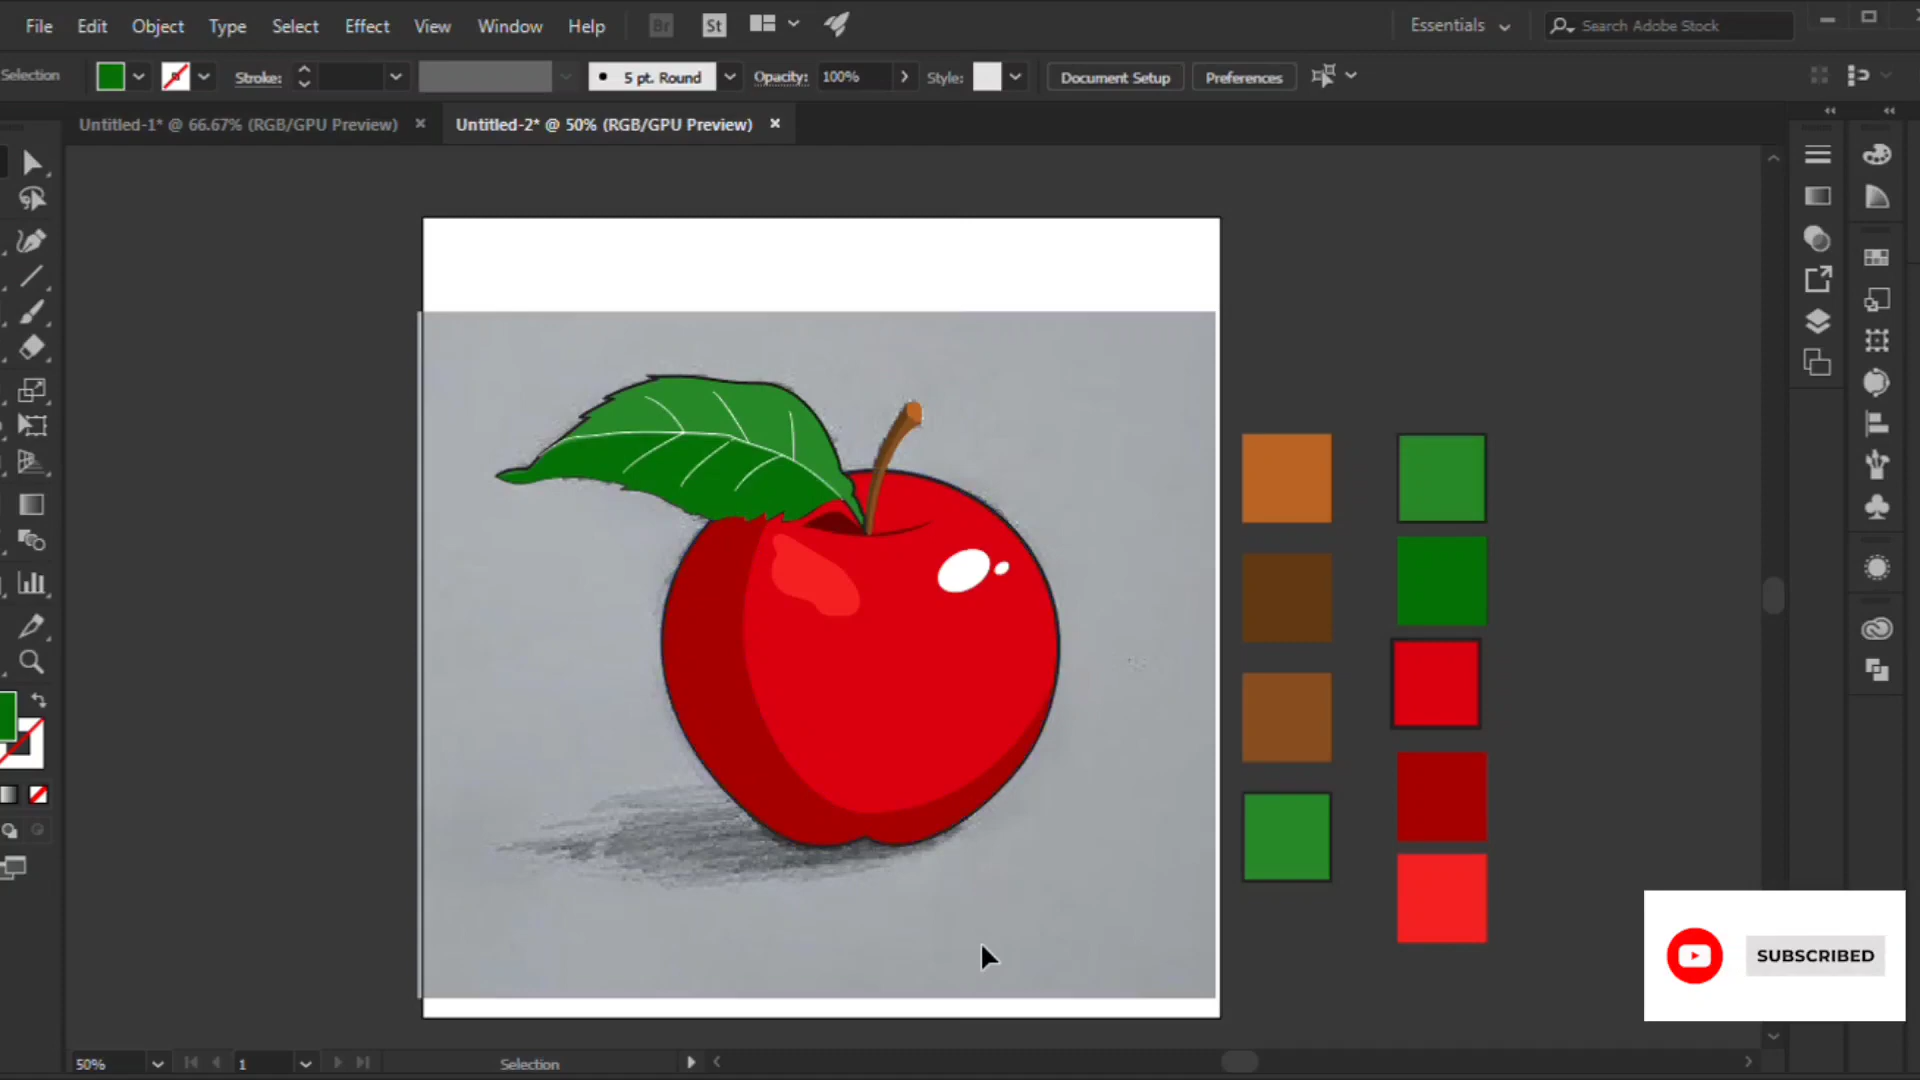 File Edit Object Type Select Effect View Window Help Br St Essentials Search Adobe Stock
Selection Stroke: 5 pt. Round Opacity: 100% Style: Document Setup Preferences
Untitled-1* @ 66.67% (RGB/GPU Preview) × Untitled-2* @ 50% (RGB/GPU Preview) ×
SUBSCRIBED
50% 1 Selection